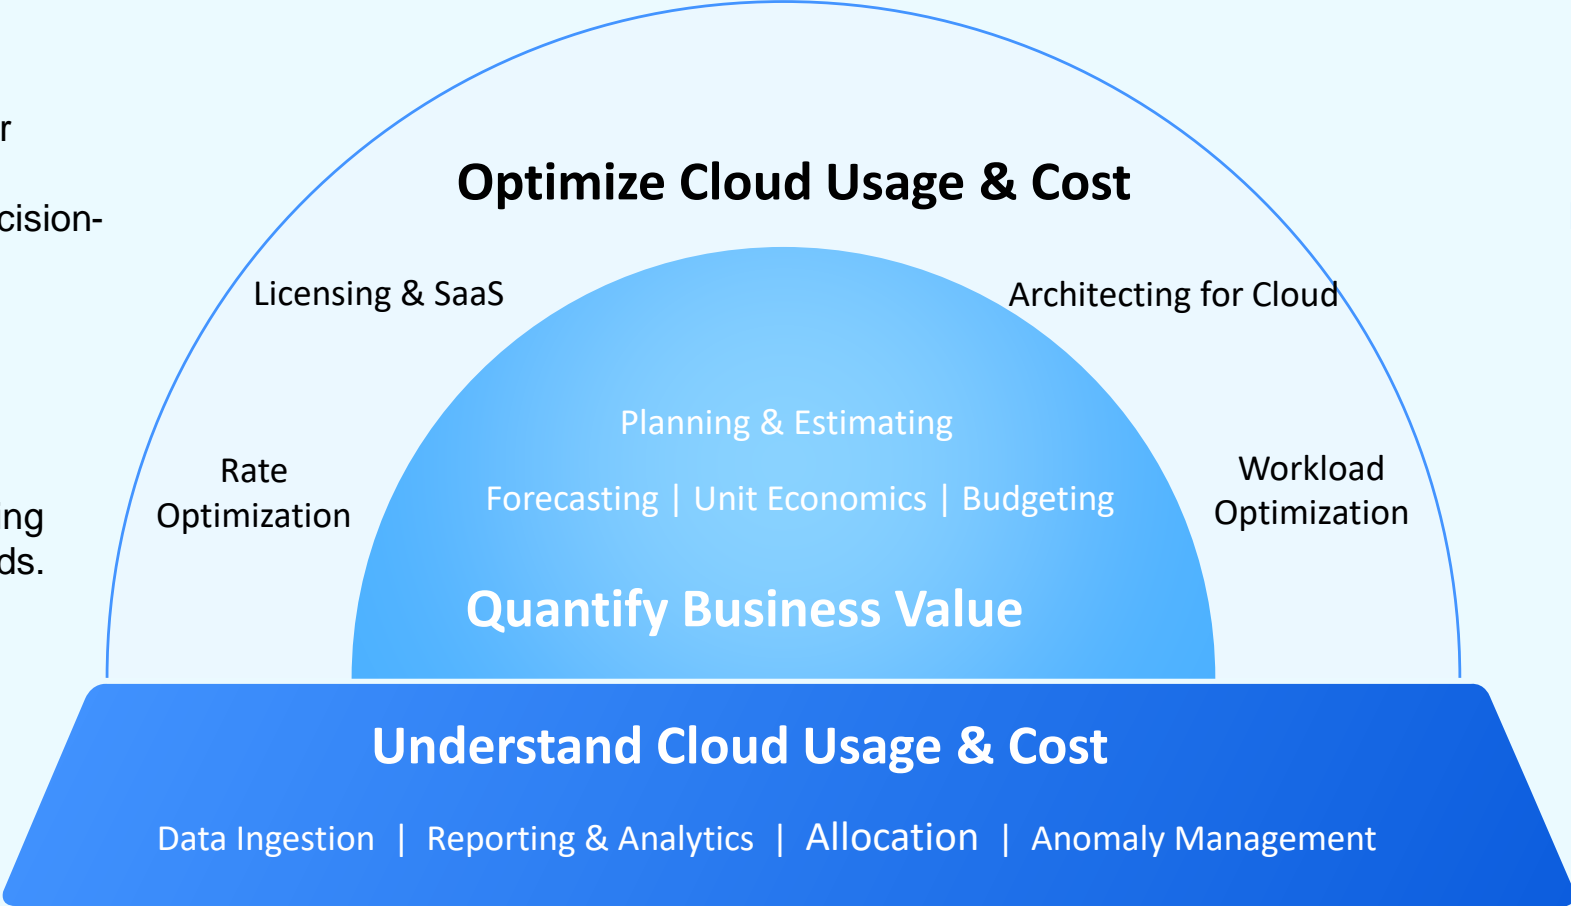 r
cision-
ing
ds.
Optimize Cloud Usage & Cost
Licensing & SaaS
Architecting for Cloud
Rate
Optimization
Planning & Estimating
Forecasting | Unit Economics | Budgeting
Workload
Optimization
Quantify Business Value
Understand Cloud Usage & Cost
Data Ingestion | Reporting & Analytics | Allocation | Anomaly Management